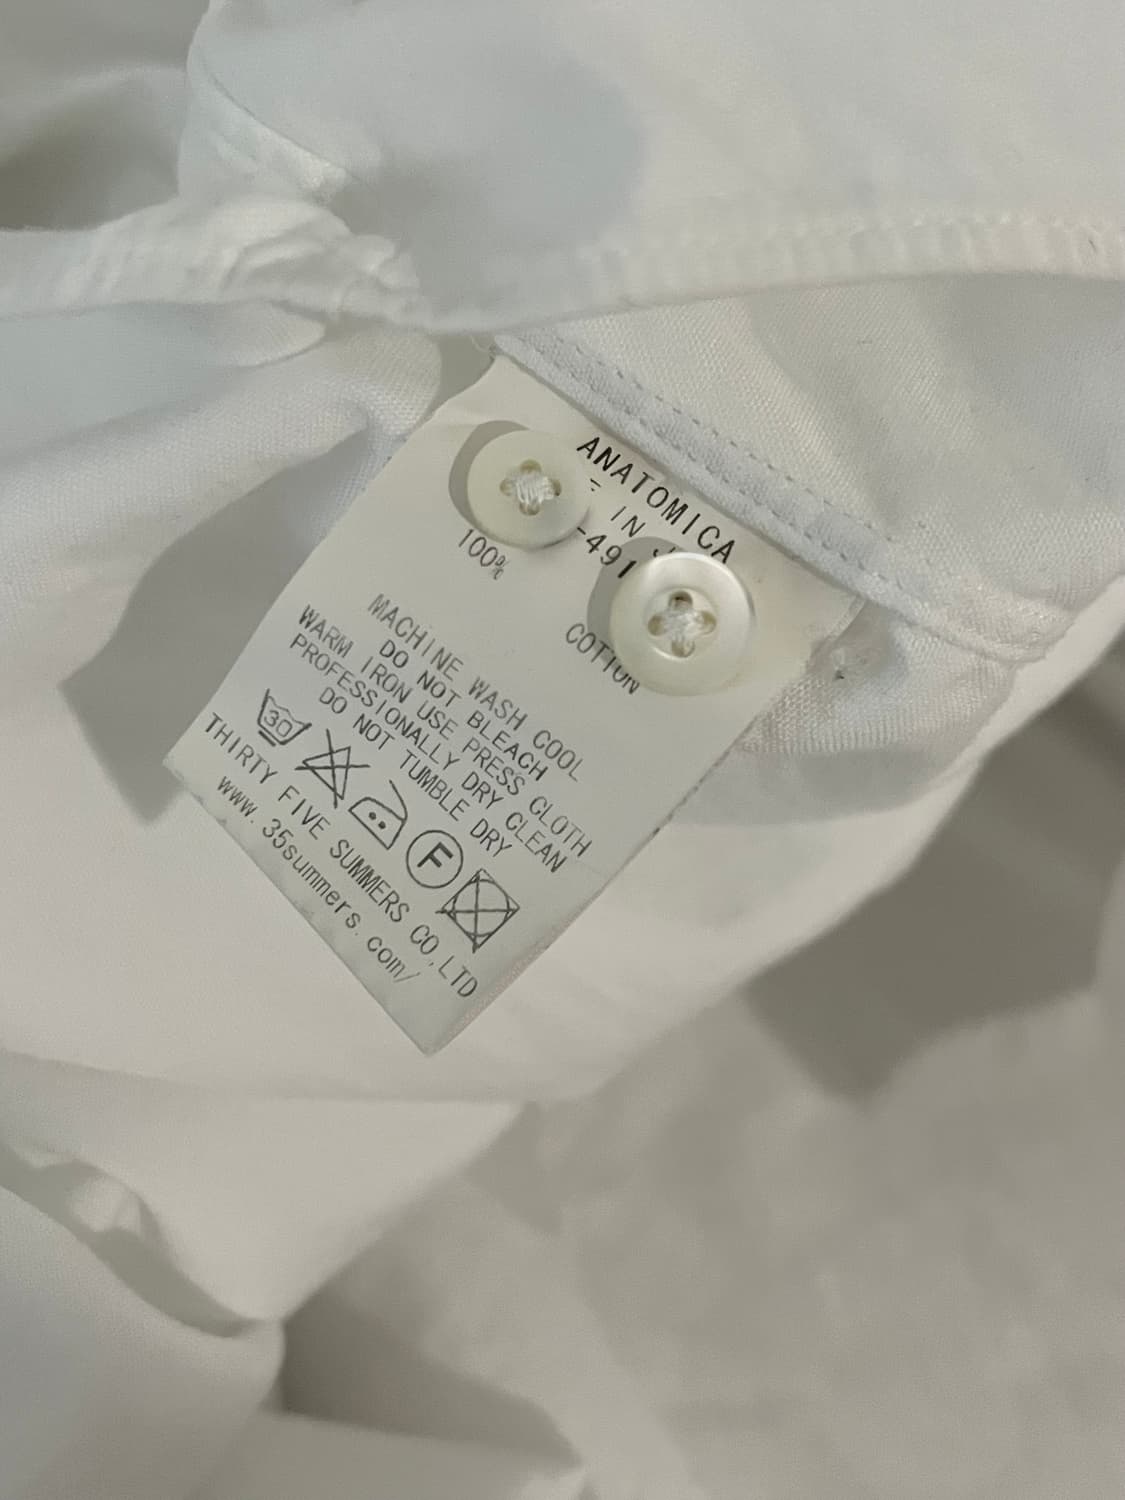 ANATOMICA
IN
-491
100% COTTON
MACHINE WASH COOL
DO NOT BLEACH
WARM IRON USE PRESS CLOTH
PROFESSIONALLY DRY CLEAN
DO NOT TUMBLE DRY
30 F
THIRTY FIVE SUMMERS CO,LTD
www.35summers.com/